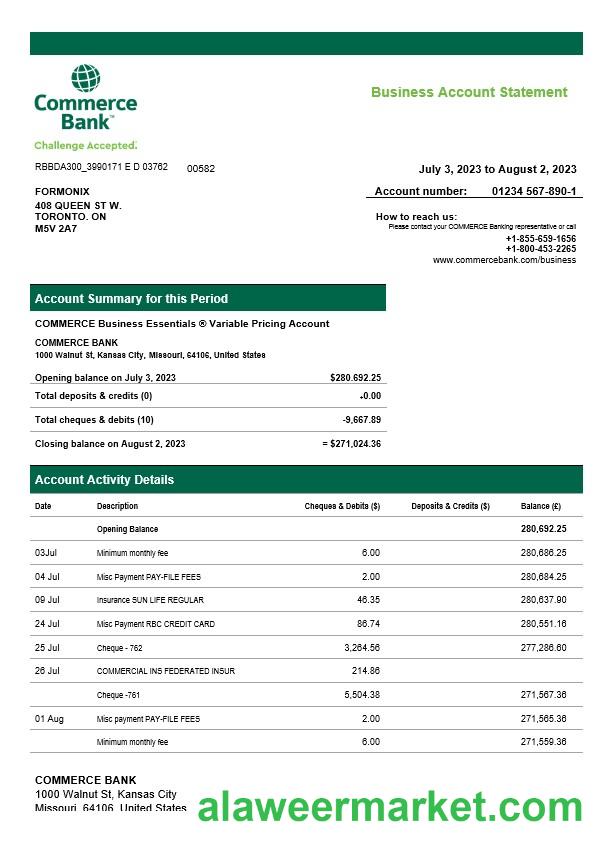 Commerce
Bank™
Challenge Accepted.
Business Account Statement
RBBDA300_3990171 E D 03762 00582
July 3, 2023 to August 2, 2023
Account number: 01234 567-890-1
FORMONIX
408 QUEEN ST W.
TORONTO. ON
M5V 2A7
How to reach us:
Please contact your COMMERCE Banking representative or call
+1-855-659-1656
+1-800-453-2265
www.commercebank.com/business
Account Summary for this Period
COMMERCE Business Essentials ® Variable Pricing Account
COMMERCE BANK
1000 Walnut St, Kansas City, Missouri, 64106, United States
Opening balance on July 3, 2023 $280.692.25
Total deposits & credits (0) +0.00
Total cheques & debits (10) -9,667.89
Closing balance on August 2, 2023 = $271,024.36
Account Activity Details
Date Description Cheques & Debits ($) Deposits & Credits ($) Balance (£)
Opening Balance 280,692.25
03Jul Minimum monthly fee 6.00 280,686.25
04 Jul Misc Payment PAY-FILE FEES 2.00 280,684.25
09 Jul Insurance SUN LIFE REGULAR 46.35 280,637.90
24 Jul Misc Payment RBC CREDIT CARD 86.74 280,551.16
25 Jul Cheque - 762 3,264.56 277,286.60
26 Jul COMMERCIAL INS FEDERATED INSUR 214.86
Cheque -761 5,504.38 271,567.36
01 Aug Misc payment PAY-FILE FEES 2.00 271,565.36
Minimum monthly fee 6.00 271,559.36
COMMERCE BANK
1000 Walnut St, Kansas City
Missouri, 64106, United States
alaweermarket.com